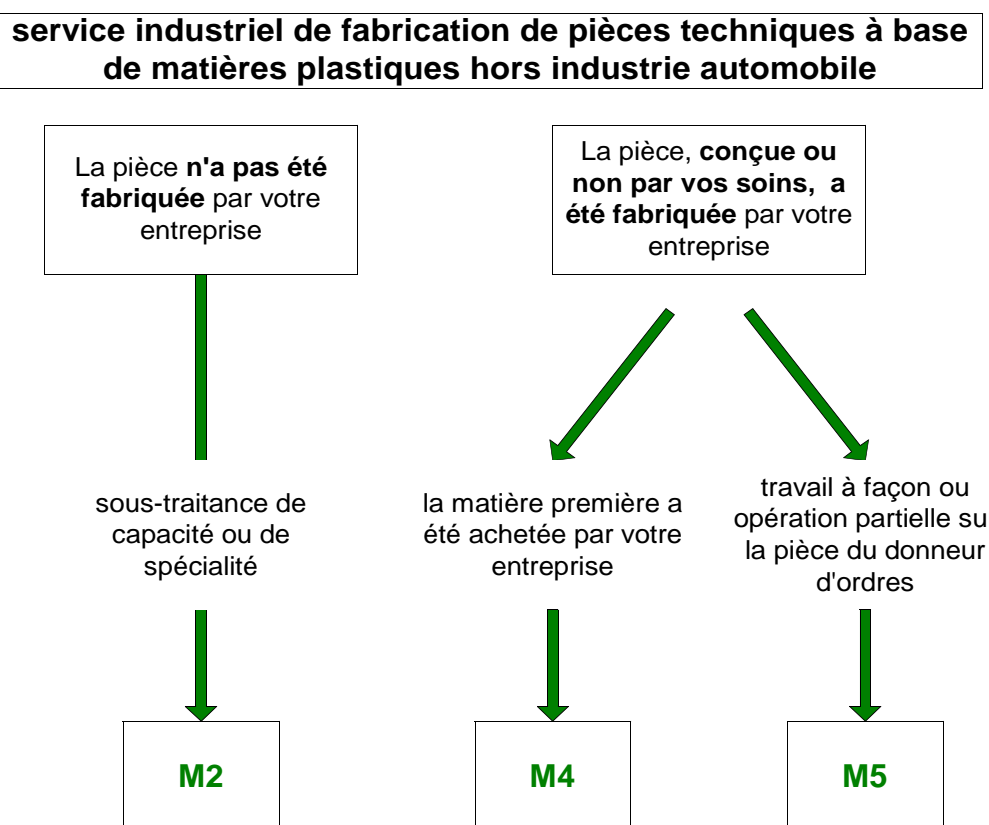 service industriel de fabrication de pièces techniques à base
de matières plastiques hors industrie automobile
La pièce n'a pas été
fabriquée par votre
entreprise
La pièce, conçue ou
non par vos soins, a
été fabriquée par votre
entreprise
sous-traitance de
capacité ou de
spécialité
la matière première a
été achetée par votre
entreprise
travail à façon ou
opération partielle su
la pièce du donneur
d'ordres
M2
M4
M5